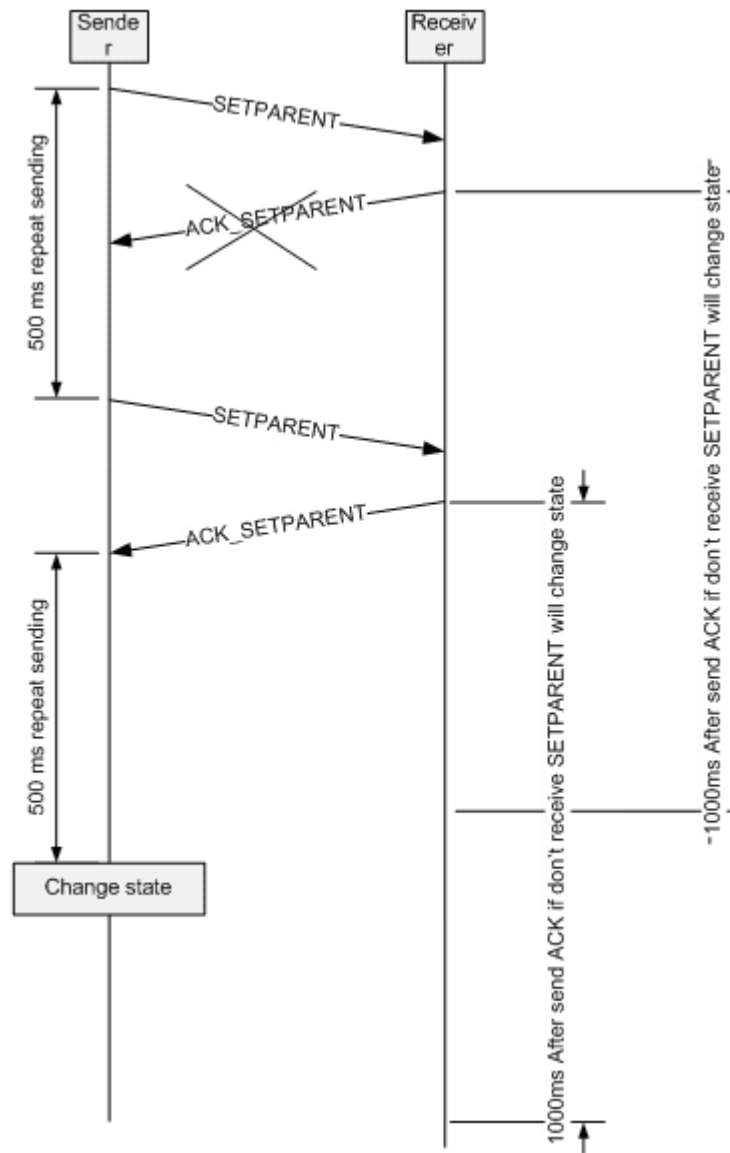 Sende
r
Receiv
er
SETPARENT
ACK_SETPARENT
500 ms repeat sending
~1000ms After send ACK if don't receive SETPARENT will change state
SETPARENT
ACK_SETPARENT
500 ms repeat sending
1000ms After send ACK if don't receive SETPARENT will change state
Change state